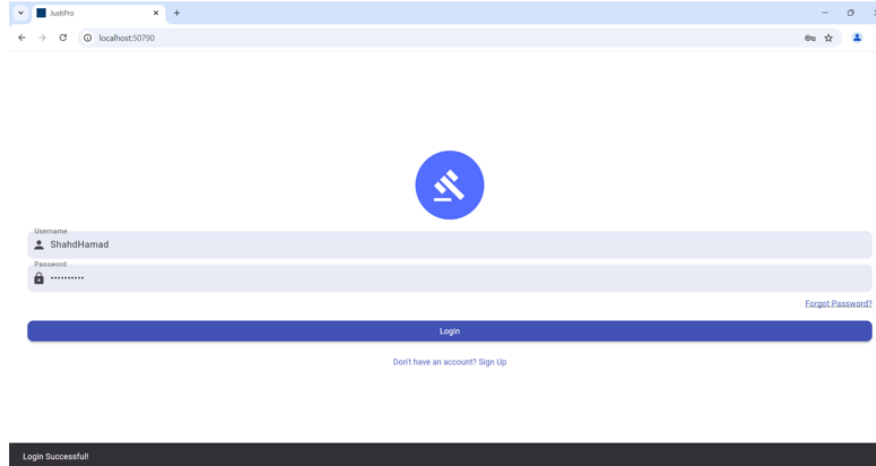 JustiPro
localhost:50790
Username
ShahdHamad
Password
••••••••••
Forgot Password?
Login
Don't have an account? Sign Up
Login Successful!